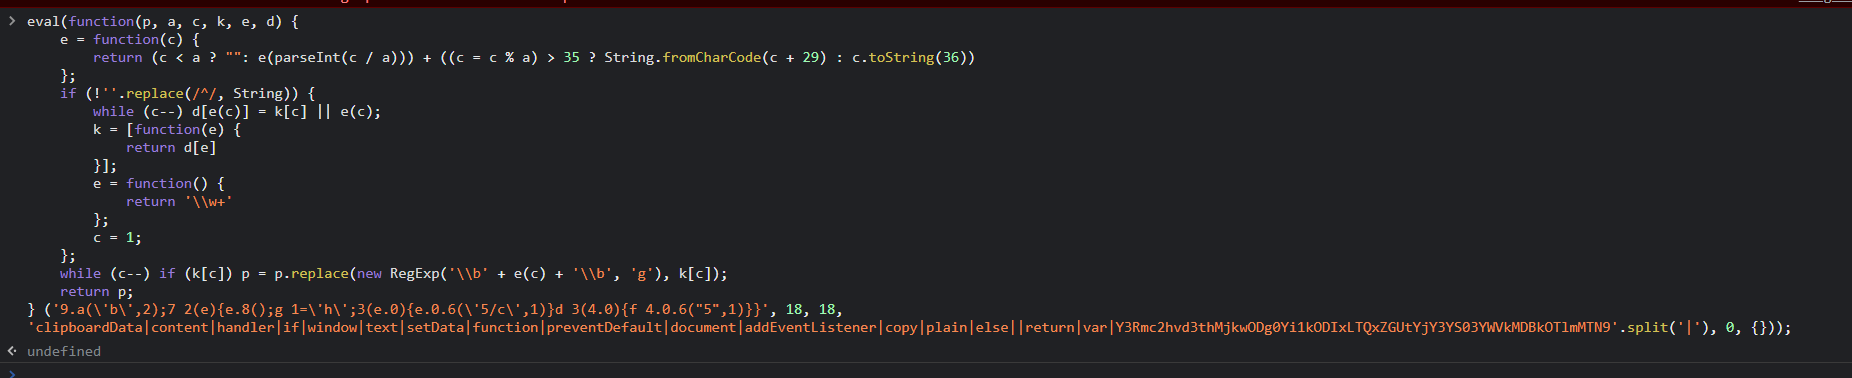 > eval(function(p, a, c, k, e, d) {
e = function(c) {
return (c < a ? "": e(parseInt(c / a))) + ((c = c % a) > 35 ? String.fromCharCode(c + 29) : c.toString(36))
};
if (!''.replace(/^/, String)) {
while (c--) d[e(c)] = k[c] || e(c);
k = [function(e) {
return d[e]
}];
e = function() {
return '\\w+'
};
c = 1;
};
while (c--) if (k[c]) p = p.replace(new RegExp('\\b' + e(c) + '\\b', 'g'), k[c]);
return p;
} ('9.a(\'b\',2);7 2(e){e.8();g 1=\'h\';3(e.0){e.0.6(\'5/c\',1)}d 3(4.0){f 4.0.6("5",1)}}', 18, 18,
'clipboardData|content|handler|if|window|text|setData|function|preventDefault|document|addEventListener|copy|plain|else||return|var|Y3Rmc2hvd3thMjkwODg0Yi1kODIxLTQxZGUtYjY3YS03YWVkMDBkOTlmMTN9'.split('|'), 0, {}));
undefined
>